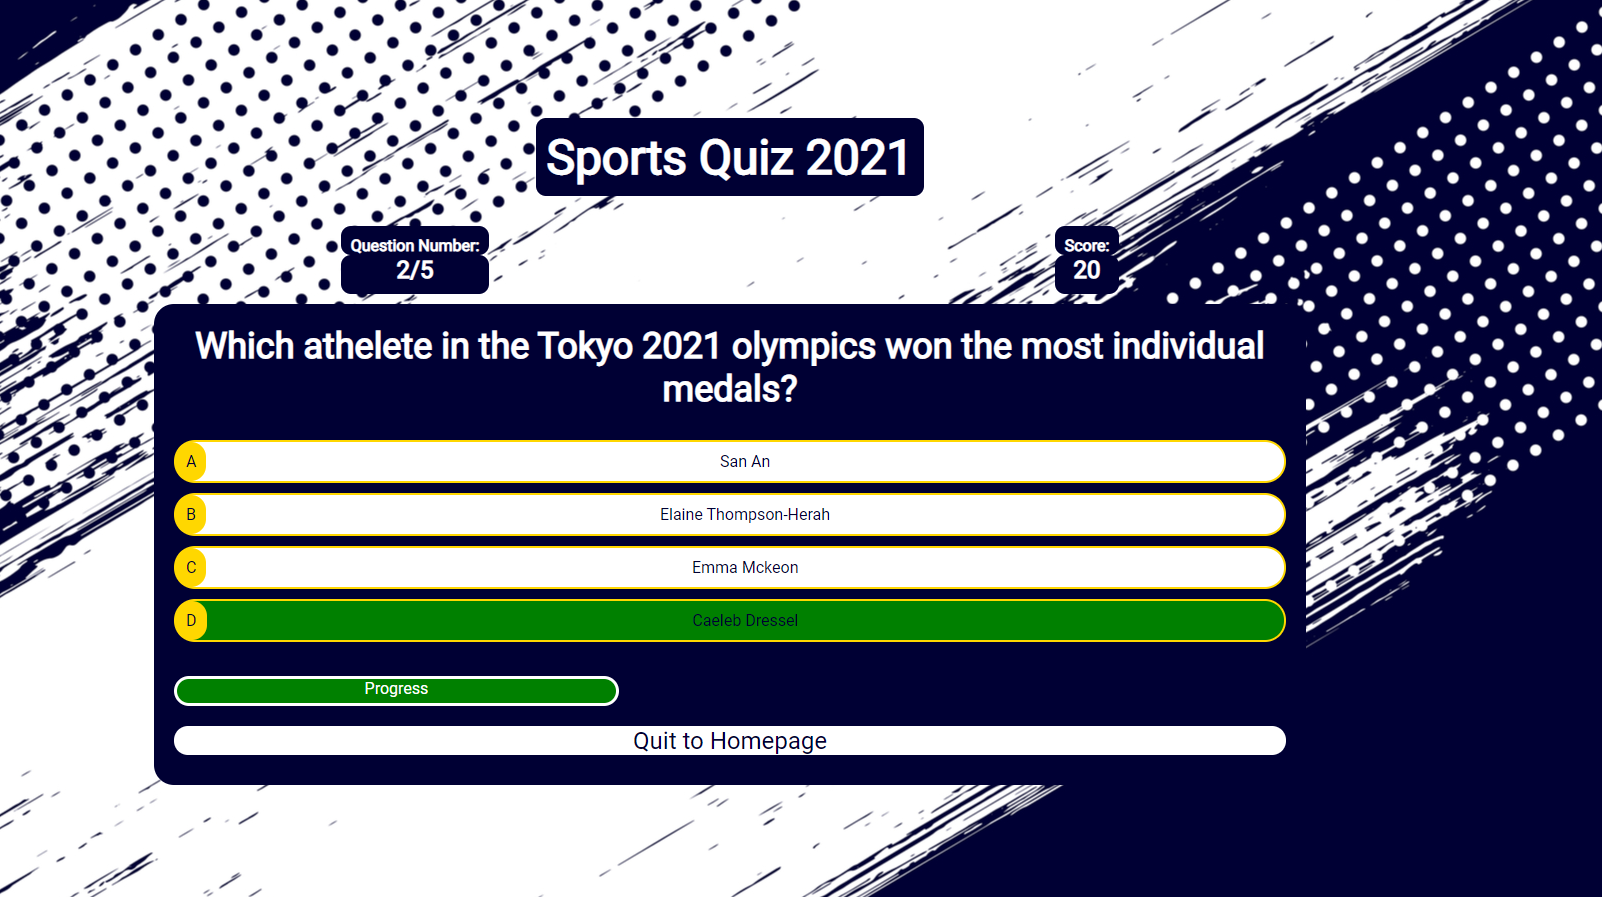 Sports Quiz 2021
Question Number:
2/5
Score:
20
Which athelete in the Tokyo 2021 olympics won the most individual
medals?
A San An
B Elaine Thompson-Herah
C Emma Mckeon
D Caeleb Dressel
Progress
Quit to Homepage